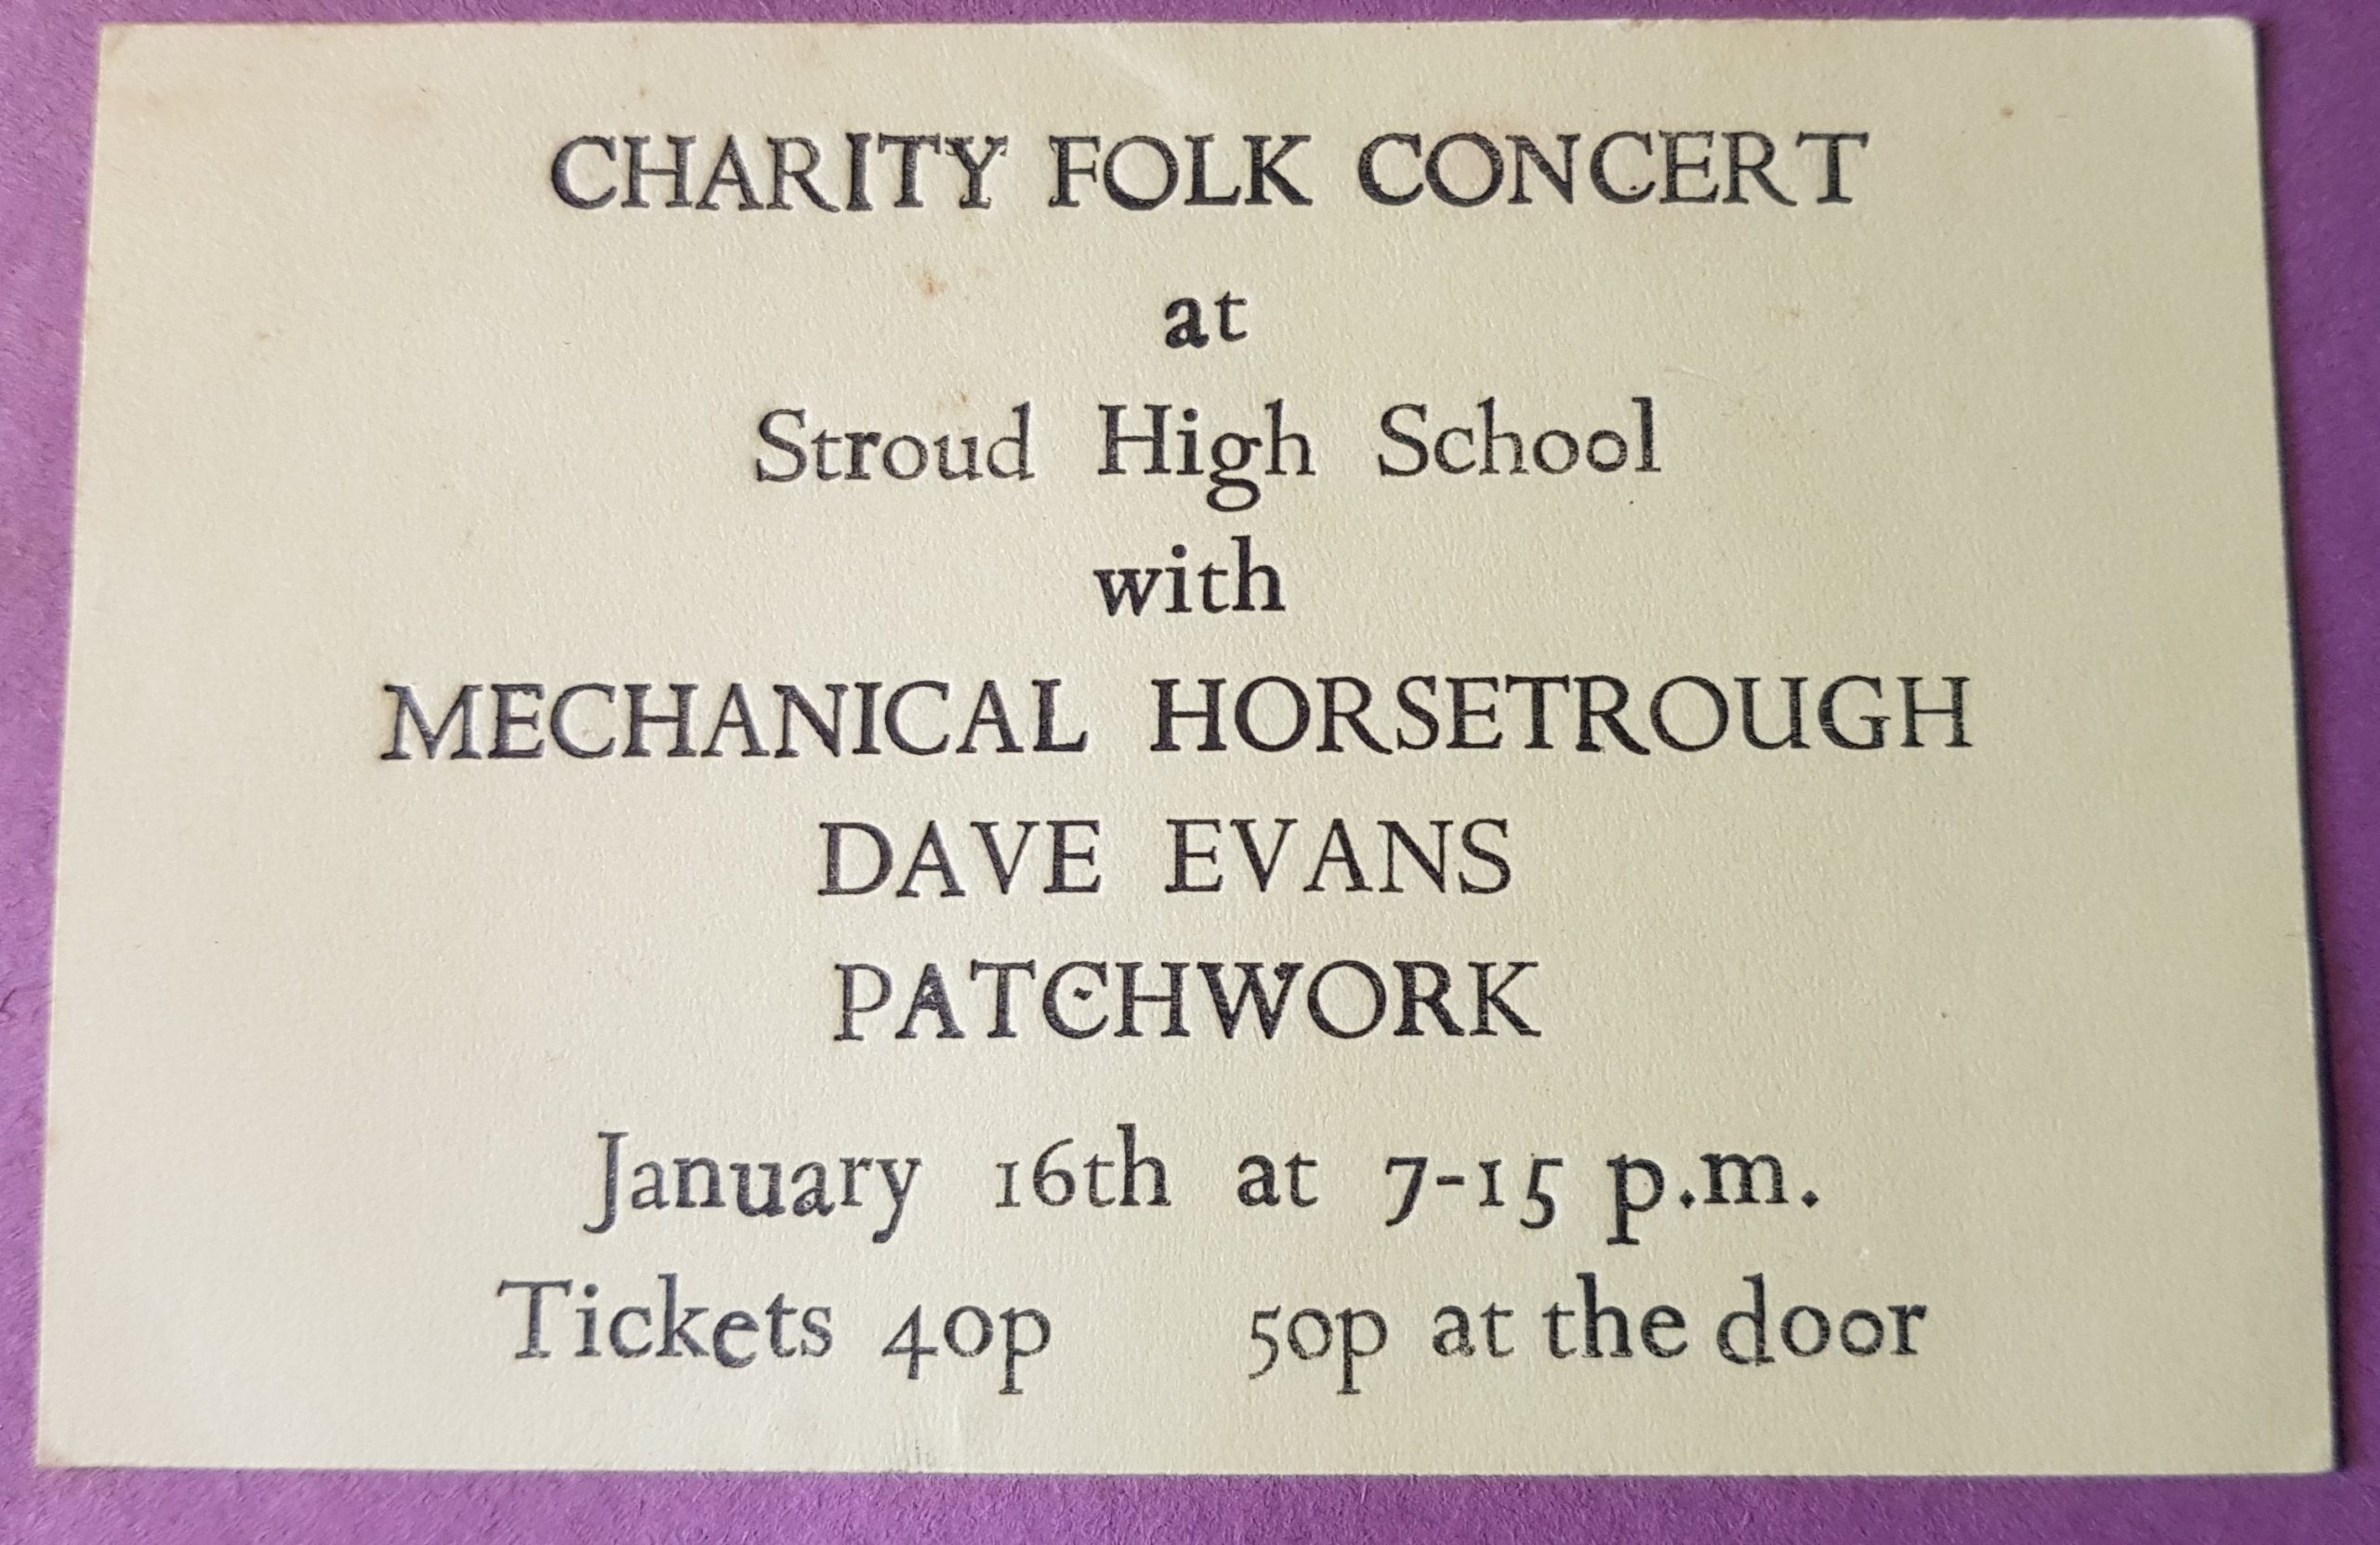 CHARITY FOLK CONCERT
at
Stroud High School
with
MECHANICAL HORSETROUGH
DAVE EVANS
PATCHWORK
January 16th at 7-15 p.m.
Tickets 40p 50p at the door